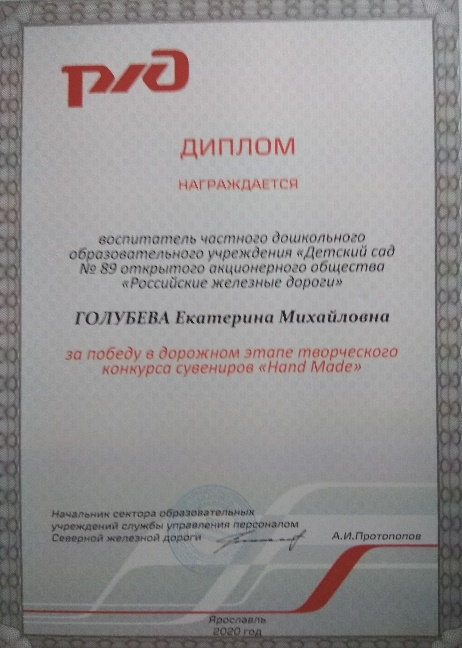 РЖД
ДИПЛОМ
НАГРАЖДАЕТСЯ
воспитатель частного дошкольного
образовательного учреждения «Детский сад
№ 89 открытого акционерного общества
«Российские железные дороги»
ГОЛУБЕВА Екатерина Михайловна
за победу в дорожном этапе творческого
конкурса сувениров «Hand Made»
Начальник сектора образовательных
учреждений службы управления персоналом
Северной железной дороги
А.И.Протопопов
Ярославль
2020 год